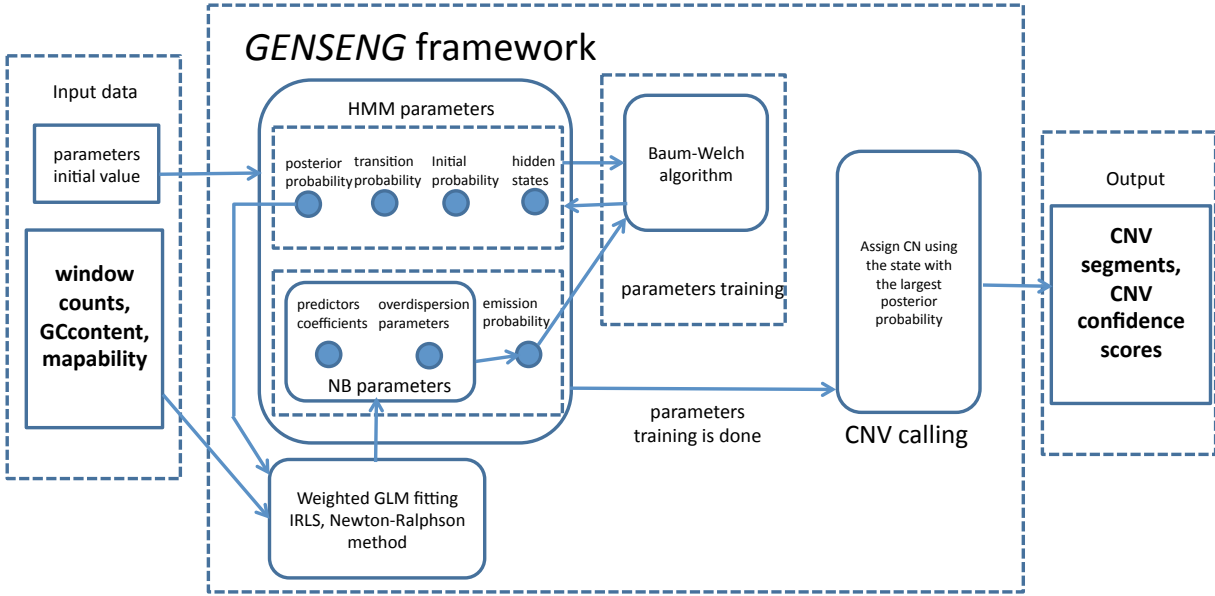 GENSENG framework
Input data
parameters
initial value
window
counts,
GCcontent,
mapability
HMM parameters
posterior
probability
transition
probability
Initial
probability
hidden
states
predictors
coefficients
overdispersion
parameters
emission
probability
NB parameters
Weighted GLM fitting
IRLS, Newton-Ralphson
method
Baum-Welch
algorithm
parameters training
parameters
training is done
Assign CN using
the state with
the largest
posterior
probability
CNV calling
Output
CNV
segments,
CNV
confidence
scores